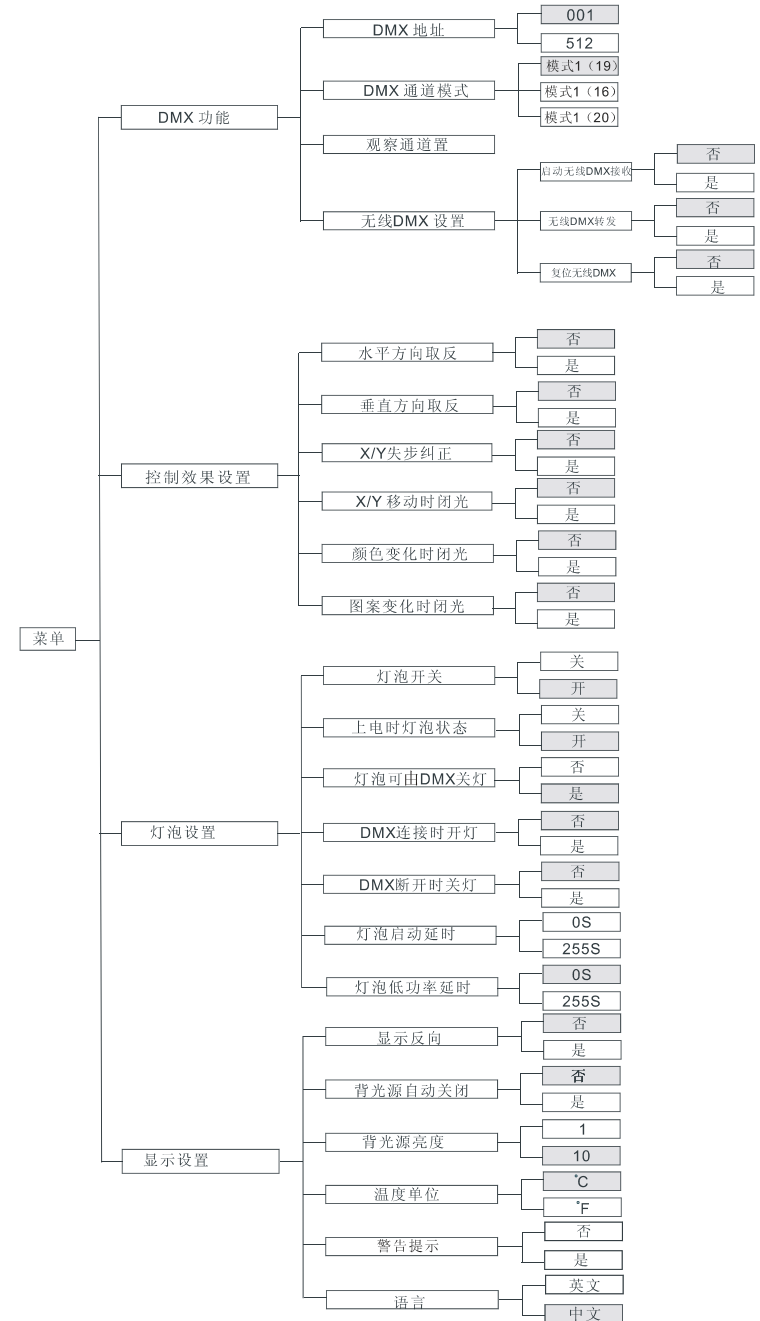 菜单
DMX 功能
DMX 地址
001
512
DMX 通道模式
模式1（19）
模式1（16）
模式1（20）
观察通道置
无线DMX 设置
启动无线DMX接收
否
是
无线DMX转发
否
是
复位无线DMX
否
是
控制效果设置
水平方向取反
否
是
垂直方向取反
否
是
X/Y失步纠正
否
是
X/Y 移动时闭光
否
是
颜色变化时闭光
否
是
图案变化时闭光
否
是
灯泡设置
灯泡开关
关
开
上电时灯泡状态
关
开
灯泡可由DMX关灯
否
是
DMX连接时开灯
否
是
DMX断开时关灯
否
是
灯泡启动延时
0S
255S
灯泡低功率延时
0S
255S
显示设置
显示反向
否
是
背光源自动关闭
否
是
背光源亮度
1
10
温度单位
°C
°F
警告提示
否
是
语言
英文
中文